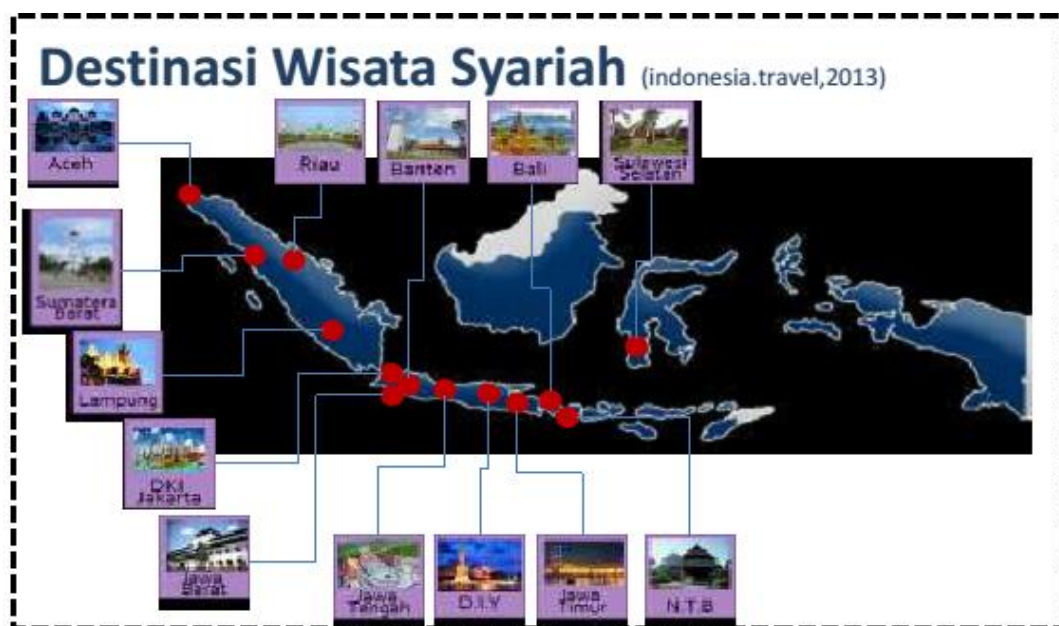 Destinasi Wisata Syariah (indonesia.travel,2013)
Aceh
Riau
Banten
Bali
Sulawesi
Selatan
Sumatera
Barat
Lampung
DKI
Jakarta
Jawa
Barat
Jawa
Tengah
D.I.Y
Jawa
Timur
N.T.B